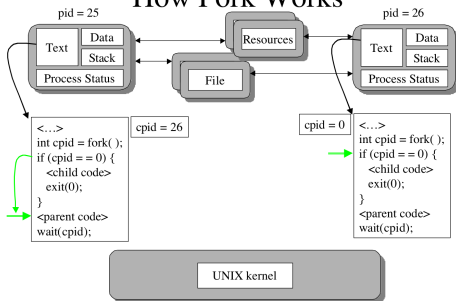 How Fork Works
pid = 25
pid = 26
Text
Data
Stack
Process Status
Resources
File
Text
Data
Stack
Process Status
<...>
int cpid = fork( );
if (cpid == 0) {
<child code>
exit(0);
}
<parent code>
wait(cpid);
cpid = 26
cpid = 0
<...>
int cpid = fork( );
if (cpid == 0) {
<child code>
exit(0);
}
<parent code>
wait(cpid);
UNIX kernel